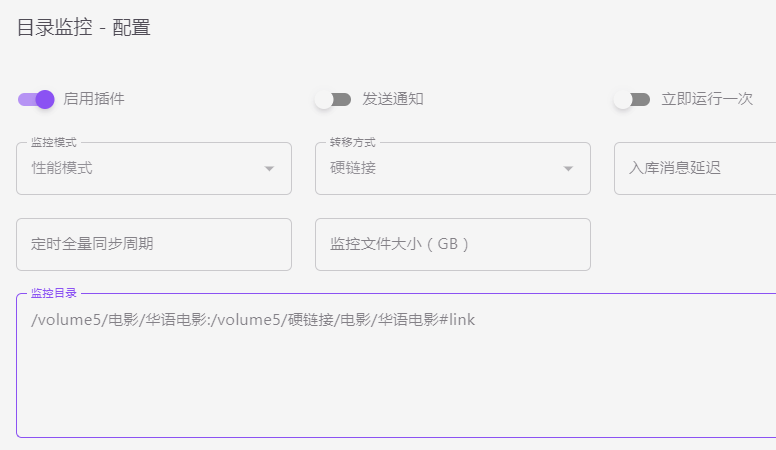 目录监控 - 配置
启用插件
发送通知
立即运行一次
监控模式
性能模式
转移方式
硬链接
入库消息延迟
定时全量同步周期
监控文件大小（GB）
监控目录
/volume5/电影/华语电影:/volume5/硬链接/电影/华语电影#link